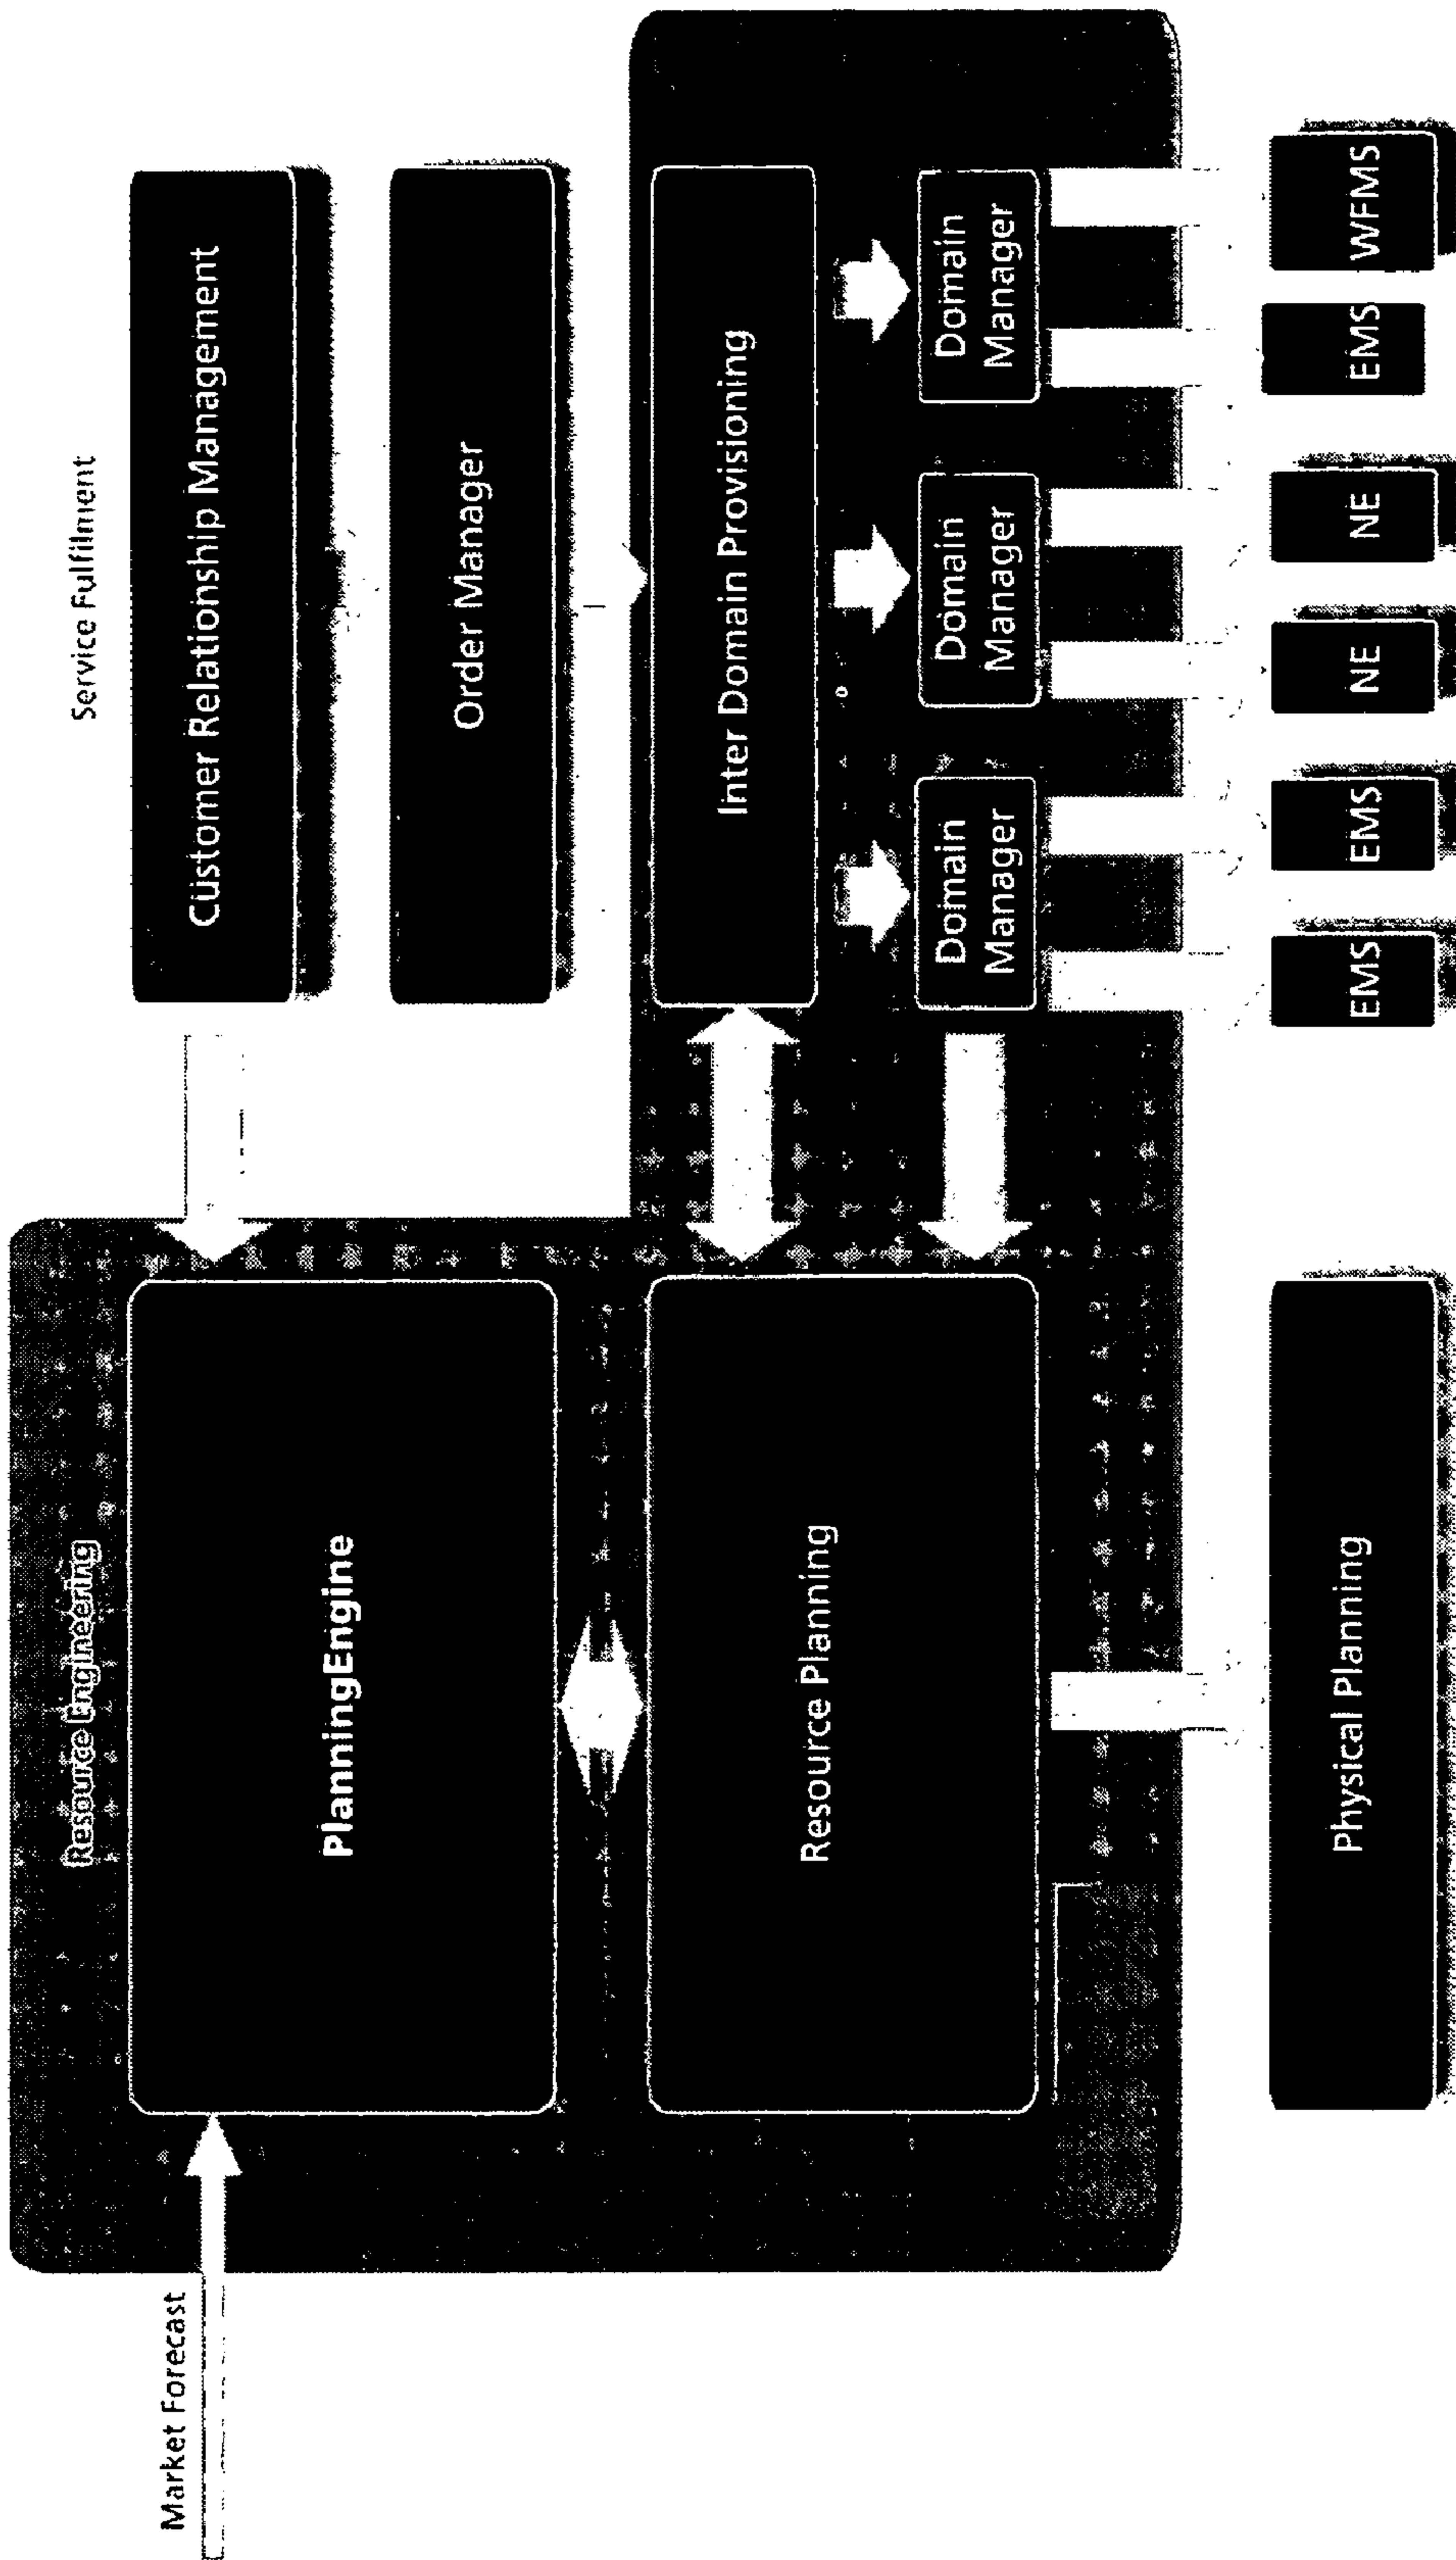 Resource Engineering
Service Fulfilment
Market Forecast
PlanningEngine
Customer Relationship Management
Order Manager
Resource Planning
Inter Domain Provisioning
Domain
Manager
Domain
Manager
Domain
Manager
Physical Planning
EMS
EMS
NE
NE
EMS
WFMS